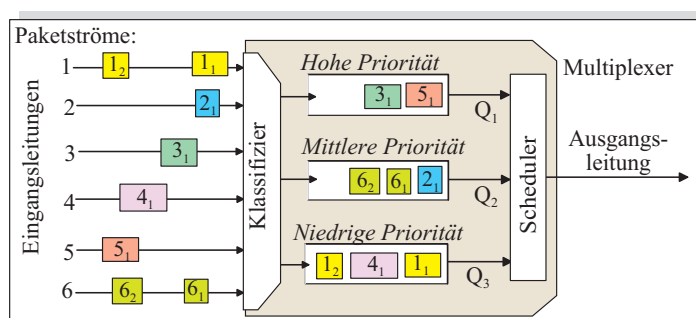 Paketströme:
Eingangsleitungen
1 1₂ 1₁
2 2₁
3 3₁
4 4₁
5 5₁
6 6₂ 6₁
Klassifizier
Hohe Priorität
3₁ 5₁
Q₁
Mittlere Priorität
6₂ 6₁ 2₁
Q₂
Niedrige Priorität
1₂ 4₁ 1₁
Q₃
Scheduler
Multiplexer
Ausgangs-
leitung